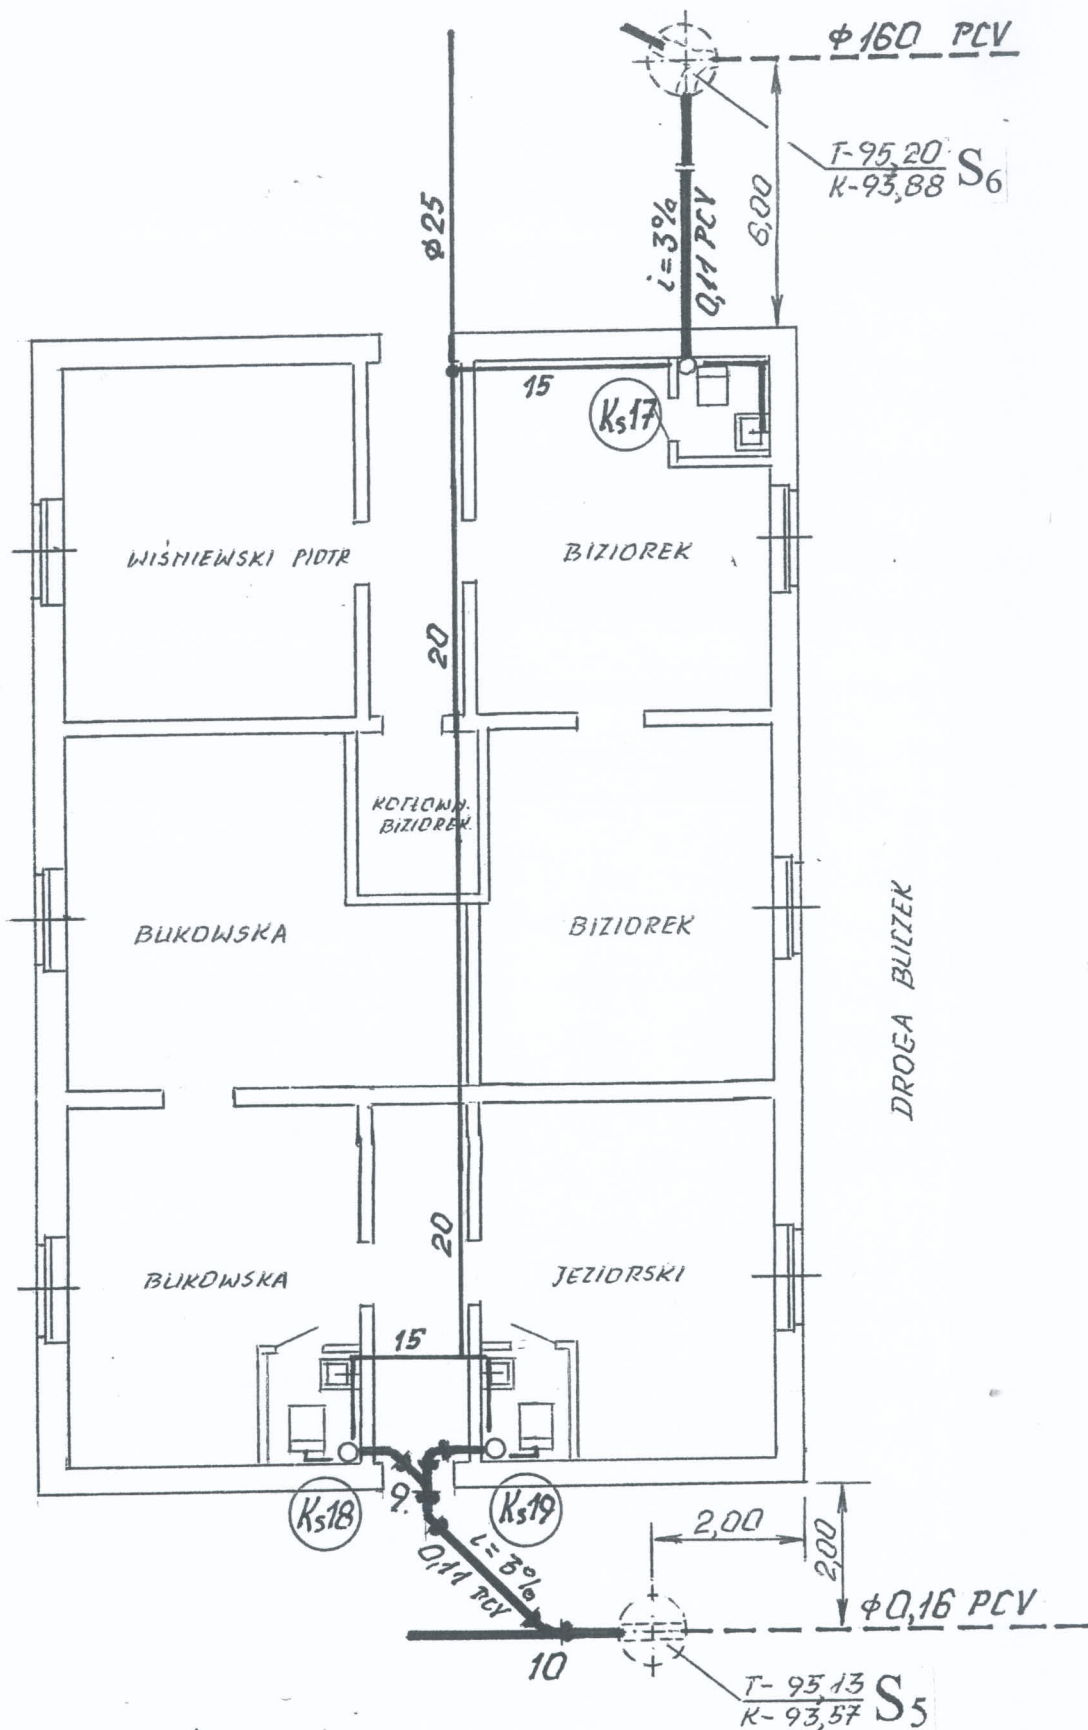 ϕ160 PCV
T-95,20
K-93,88
S6
6,00
ϕ25
i=3%
0,11 PCV
15
Ks17
WIŚNIEWSKI PIOTR
BIZIOREK
20
KOTŁOWN.
BIZIOREK
BUKOWSKA
BIZIOREK
DROGA BLICZEK
20
BUKOWSKA
JEZIORSKI
15
Ks18
9
Ks19
i=3%
0,11 PCV
2,00
2,00
ϕ0,16 PCV
10
T-95,13
K-93,57
S5